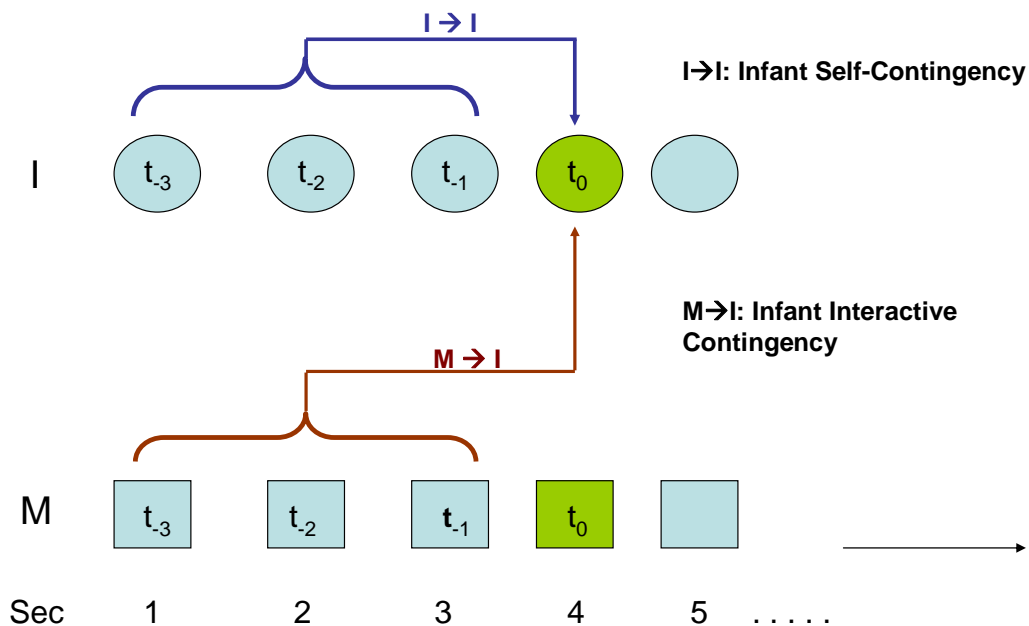 I → I
I→I: Infant Self-Contingency
I t₋₃ t₋₂ t₋₁ t₀
M→I: Infant Interactive
Contingency
M → I
M t₋₃ t₋₂ t₋₁ t₀
Sec 1 2 3 4 5 . . . . .